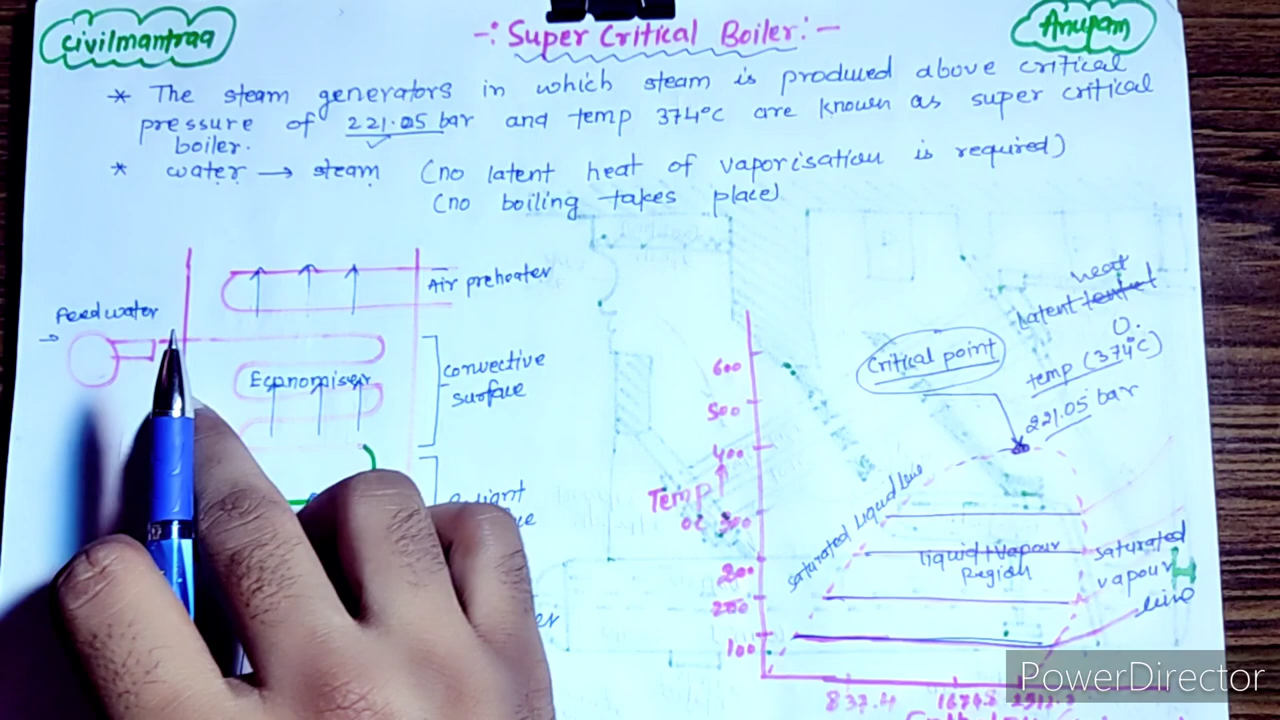 civilmantraa
-: Super Critical Boiler:-
Anupam
* The steam generators in which steam is produced above critical
pressure of 221.05 bar and temp 374°C are known as super critical
boiler.
* water → steam (no latent heat of vaporisation is required)
(no boiling takes place)
Feed water
Air preheater
Economiser
convective
surface
heat
Latent
0.
Critical point
temp (374°C)
221.05 bar
600
500
400
Temp
°C 300
200
200
100
saturated Liquid Line
Liquid+Vapour
Region
saturated
vapour
line
837.4
PowerDirector